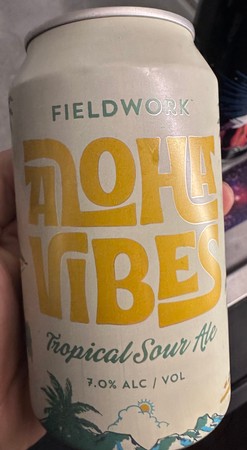 FIELDWORK
ALOHA
VIBES
Tropical Sour Ale
7.0% ALC / VOL